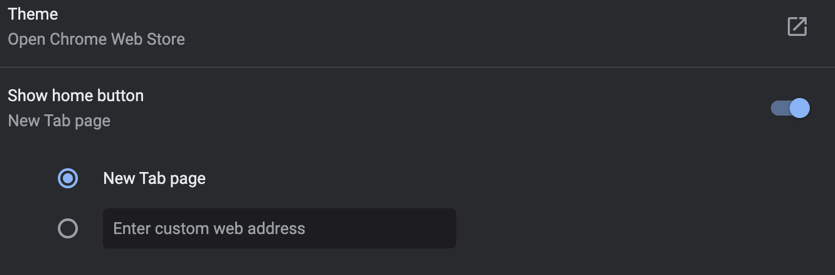 Theme
Open Chrome Web Store
Show home button
New Tab page
New Tab page
Enter custom web address